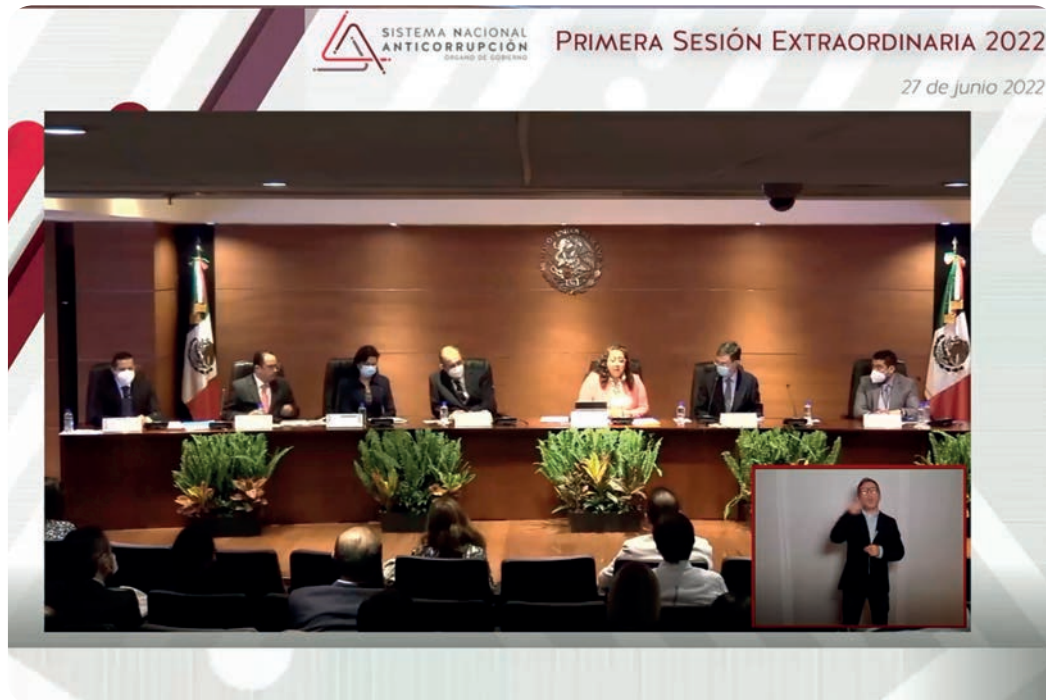 SISTEMA NACIONAL
ANTICORRUPCIÓN
ÓRGANO DE GOBIERNO
PRIMERA SESIÓN EXTRAORDINARIA 2022
27 de junio 2022